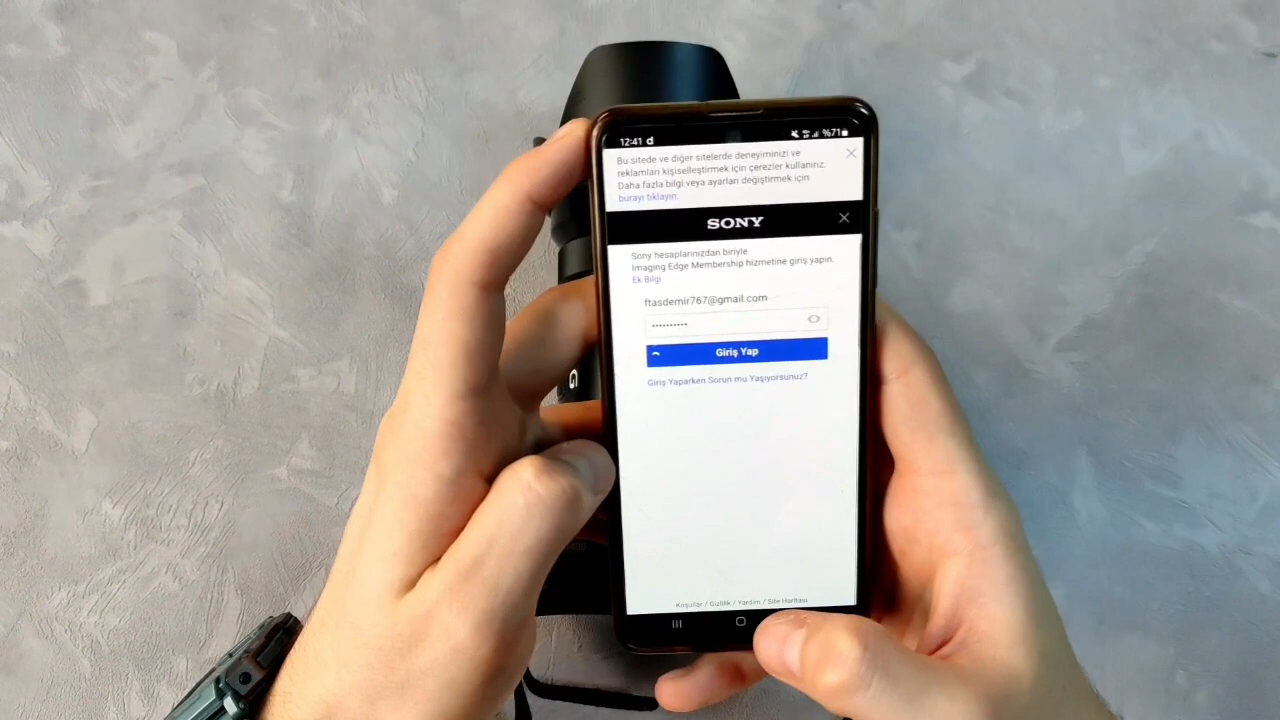 12:41 d
%71
Bu sitede ve diğer sitelerde deneyiminizi ve
reklamları kişiselleştirmek için çerezler kullanırız.
Daha fazla bilgi veya ayarları değiştirmek için
burayı tıklayın.
SONY
Sony hesaplarınızdan biriyle
Imaging Edge Membership hizmetine giriş yapın.
Ek Bilgi
ftasdemir767@gmail.com
Giriş Yap
Giriş Yaparken Sorun mu Yaşıyorsunuz?
Koşullar / Gizlilik / Yardım / Site Haritası
G